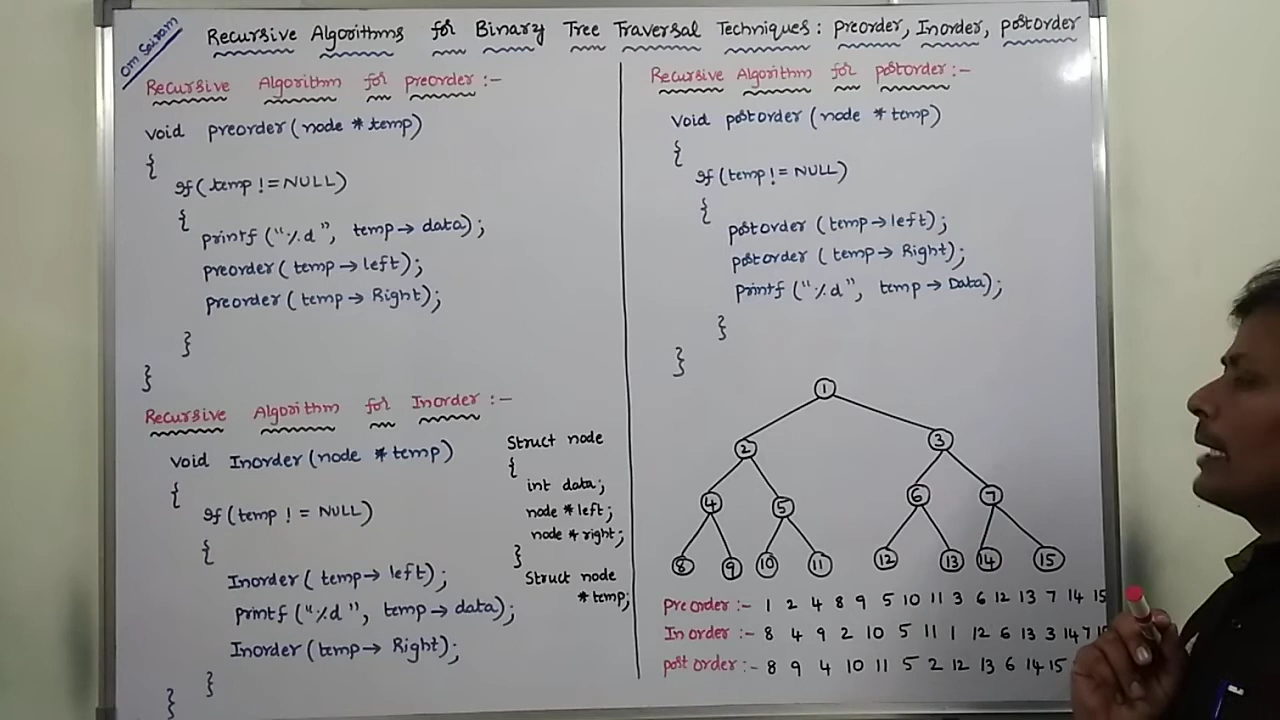 Om Sairam
Recursive Algorithms for Binary Tree Traversal Techniques: preorder, Inorder, postorder
Recursive Algorithm for preorder :-
void preorder(node * temp)
{
If(temp != NULL)
{
printf("%d", temp→data);
preorder(temp→left);
preorder(temp→Right);
}
}
Recursive Algorithm for Inorder :-
void Inorder(node * temp)
{
If(temp != NULL)
{
Inorder(temp→left);
printf("%d", temp→data);
Inorder(temp→Right);
}
}
Struct node
{
int data;
node *left;
node *right;
}
Struct node
*temp;
Recursive Algorithm for postorder :-
void postorder(node * temp)
{
If(temp != NULL)
{
postorder(temp→left);
postorder(temp→Right);
printf("%d", temp→Data);
}
}
1
2 3
4 5 6 7
8 9 10 11 12 13 14 15
Preorder :- 1 2 4 8 9 5 10 11 3 6 12 13 7 14 15
Inorder :- 8 4 9 2 10 5 11 1 12 6 13 3 14 7
post order :- 8 9 4 10 11 5 2 12 13 6 14 15